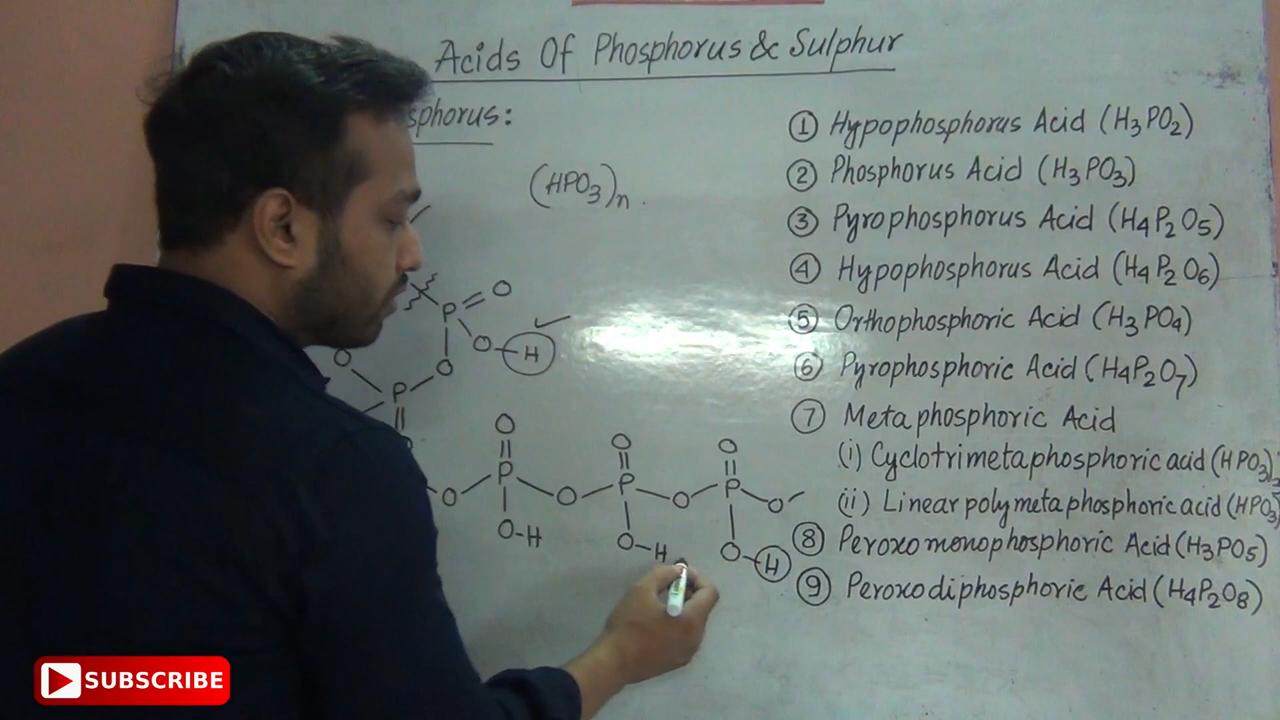 Acids Of Phosphorus & Sulphur
sphorus:
(HPO3)n.
① Hypophosphorus Acid (H3PO2)
② Phosphorus Acid (H3PO3)
③ Pyrophosphorus Acid (H4P2O5)
④ Hypophosphorus Acid (H4P2O6)
⑤ Orthophosphoric Acid (H3PO4)
⑥ Pyrophosphoric Acid (H4P2O7)
⑦ Metaphosphoric Acid
(i) Cyclotrimetaphosphoric acid (HPO3)3
(ii) Linear polymetaphosphoric acid (HPO3)
⑧ Peroxomonophosphoric Acid (H3PO5)
⑨ Peroxodiphosphoric Acid (H4P2O8)
P=O
O-H
O
O
P
O O O
O P O P O P O
O-H O-H O-H
SUBSCRIBE